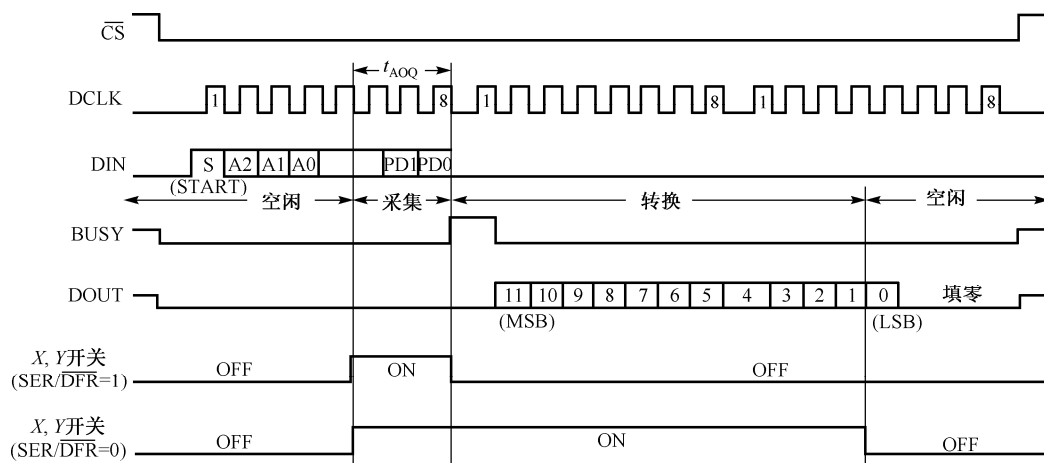 CS
tAOQ
DCLK 1 8 1 8 1 8
DIN S A2 A1 A0 PD1 PD0
(START)
空闲 采集 转换 空闲
BUSY
DOUT 11 10 9 8 7 6 5 4 3 2 1 0 填零
(MSB) (LSB)
X, Y开关
(SER/DFR=1) OFF ON OFF
X, Y开关
(SER/DFR=0) OFF ON OFF